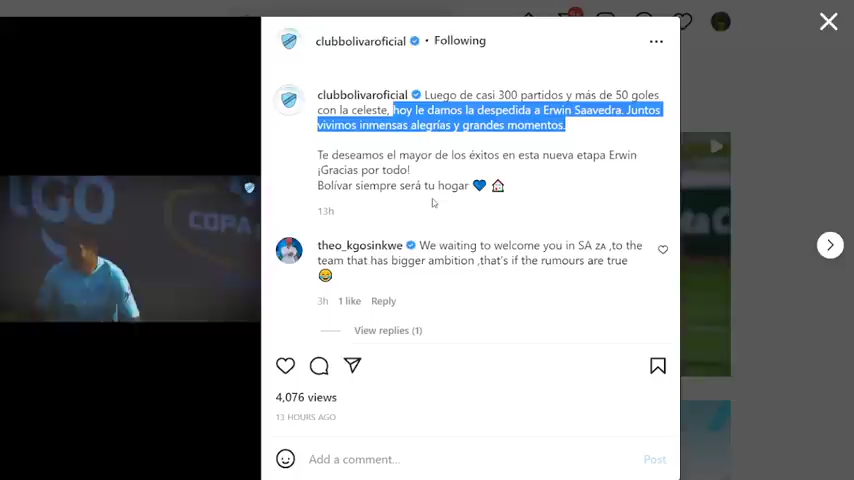 clubbolivaroficial • Following
clubbolivaroficial Luego de casi 300 partidos y más de 50 goles
con la celeste, hoy le damos la despedida a Erwin Saavedra. Juntos
vivimos inmensas alegrías y grandes momentos.
Te deseamos el mayor de los éxitos en esta nueva etapa Erwin
¡Gracias por todo!
Bolívar siempre será tu hogar 💙 🏠
13h
theo_kgosinkwe We waiting to welcome you in SA ZA ,to the
team that has bigger ambition ,that's if the rumours are true
😂
3h 1 like Reply
View replies (1)
4,076 views
13 HOURS AGO
Add a comment... Post
LGO
COPA